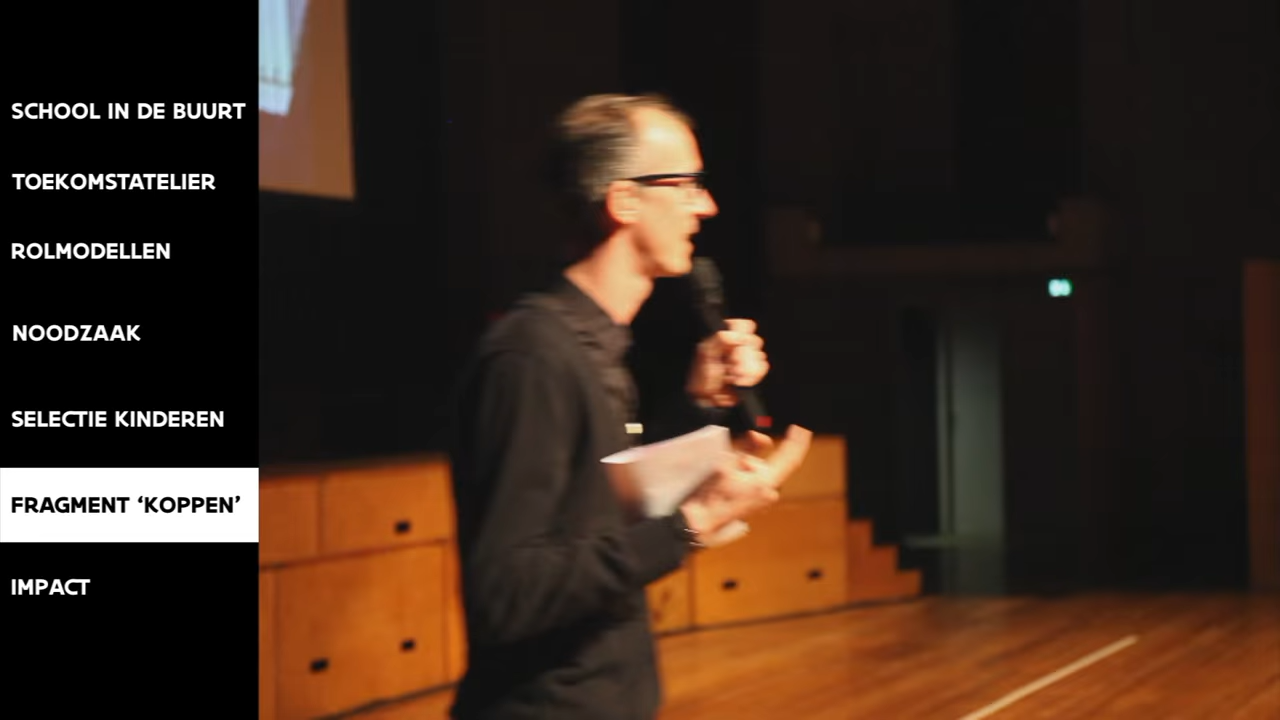 SCHOOL IN DE BUURT
TOEKOMSTATELIER
ROLMODELLEN
NOODZAAK
SELECTIE KINDEREN
FRAGMENT ‘KOPPEN’
IMPACT